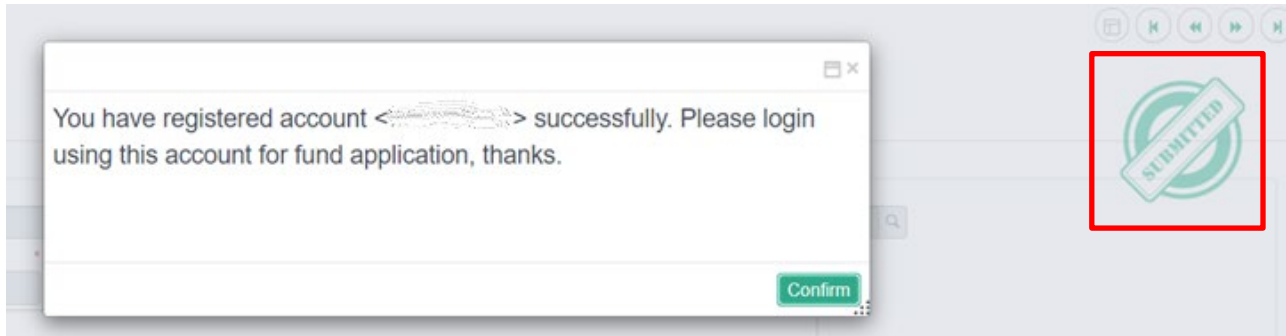 You have registered account < > successfully. Please login
using this account for fund application, thanks.
Confirm
SUBMITTED